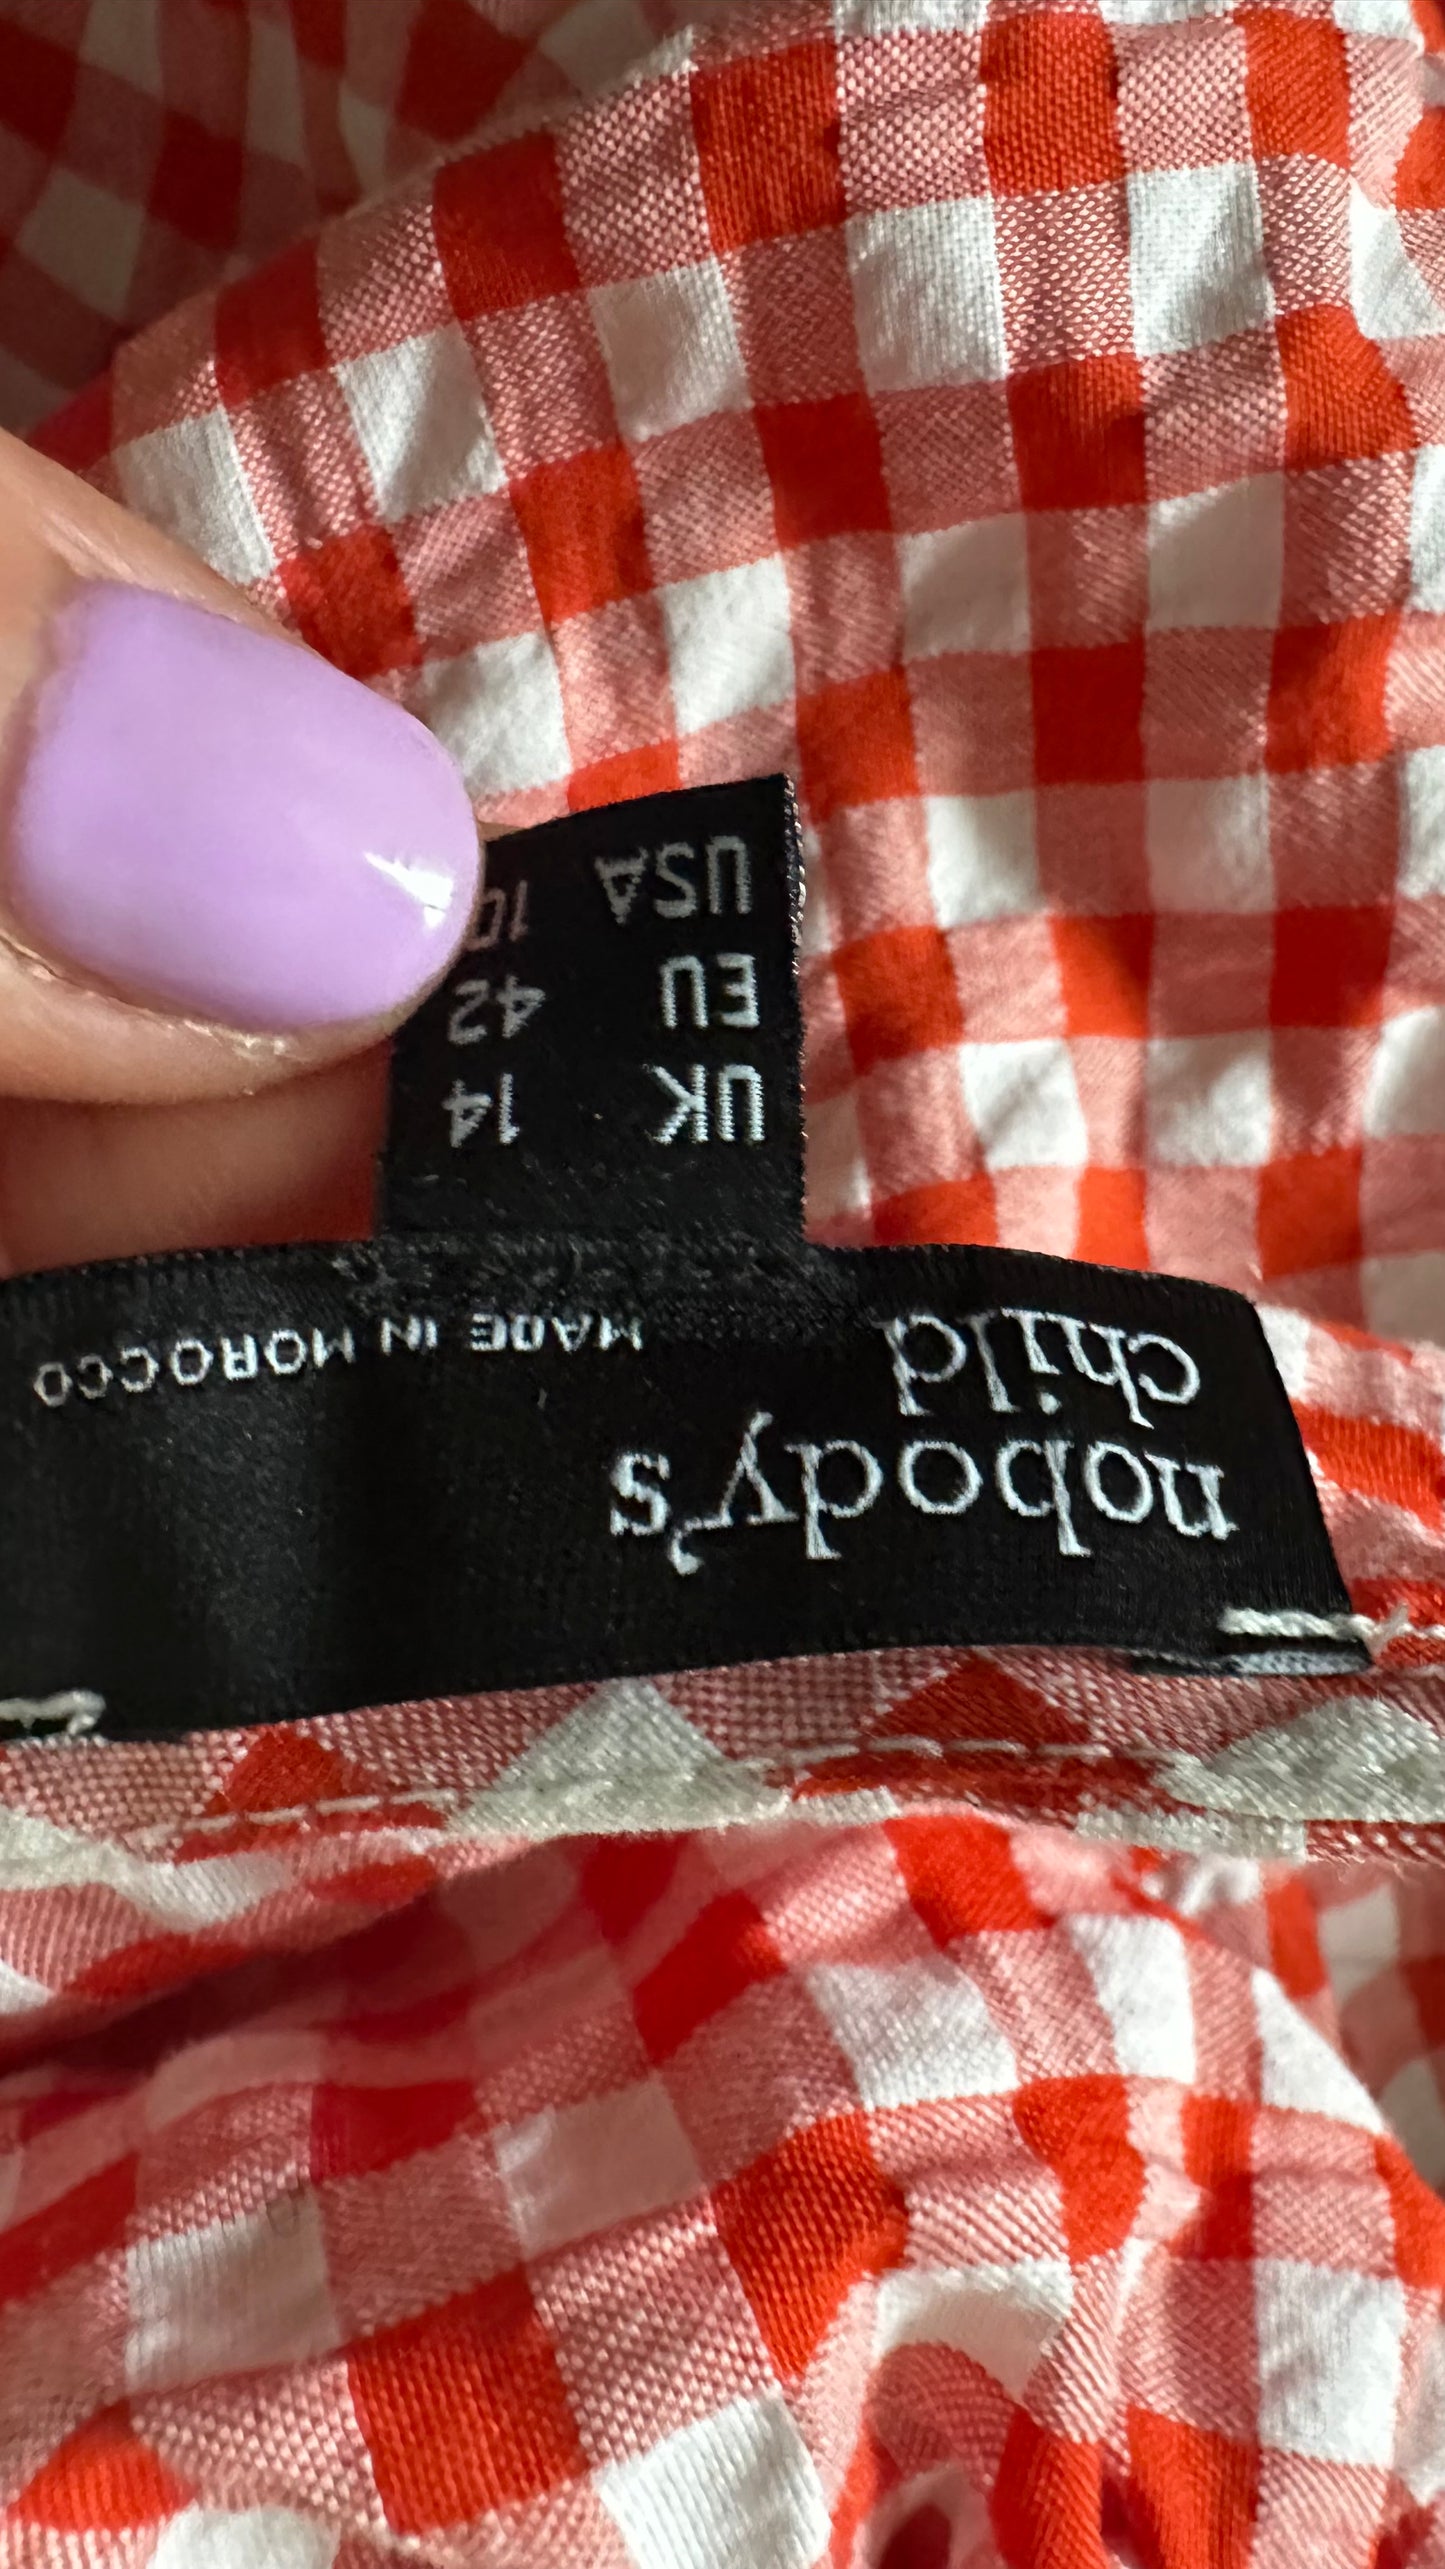 nobody's
child
MADE IN MOROCCO
UK 14
EU 42
USA 10